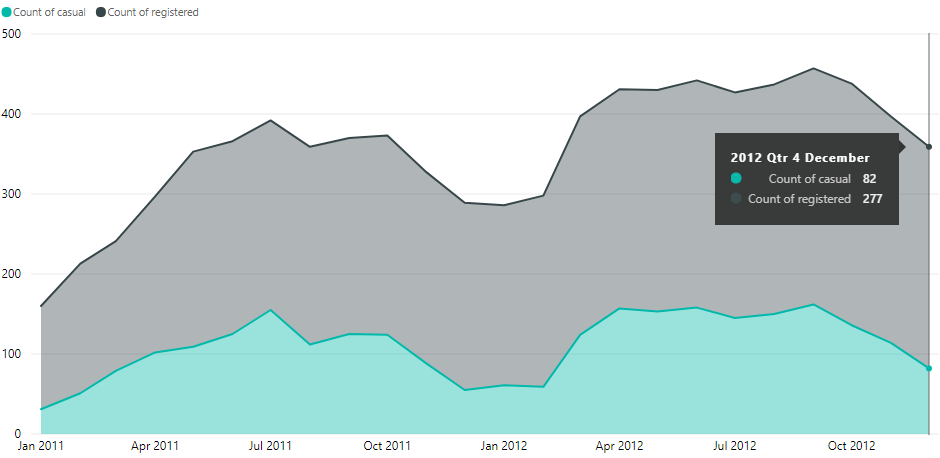 Count of casual Count of registered
500
400
300
200
100
0
2012 Qtr 4 December
Count of casual 82
Count of registered 277
Jan 2011 Apr 2011 Jul 2011 Oct 2011 Jan 2012 Apr 2012 Jul 2012 Oct 2012